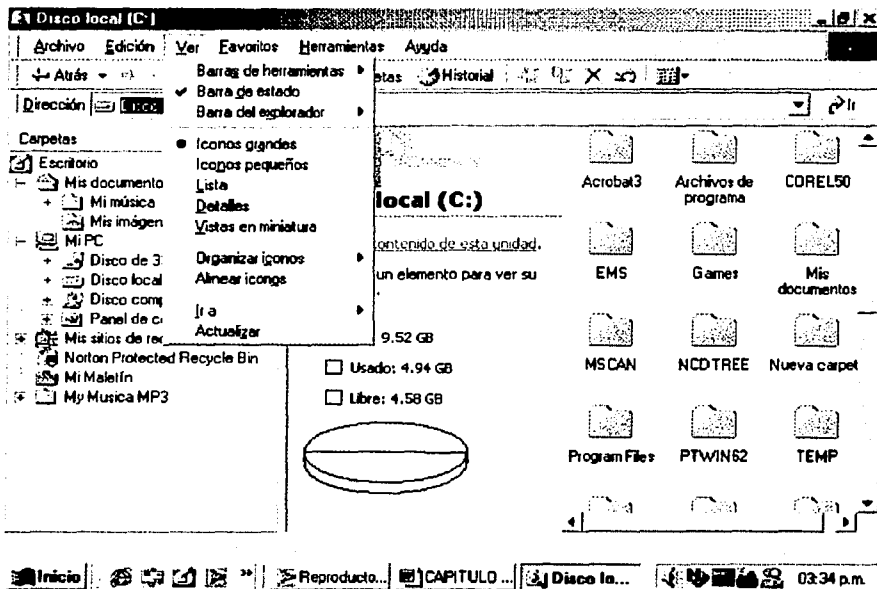 Disco local (C:)
Archivo Edición Ver Favoritos Herramientas Ayuda
Atrás
etas
Historial
Dirección
Ir
Barras de herramientas
Barra de estado
Barra del explorador
Iconos grandes
Iconos pequeños
Lista
Detalles
Vistas en miniatura
Organizar iconos
Alinear iconos
Ir a
Actualizar
Carpetas
Escritorio
Mis documento
Mi música
Mis imágen
Mi PC
Disco de 3
Disco local
Disco comp
Panel de c
Mis sitios de rec
Norton Protected Recycle Bin
Mi Maletín
My Musica MP3
local (C:)
contenido de esta unidad.
un elemento para ver su
9.52 GB
Usado: 4.94 GB
Libre: 4.58 GB
Acrobat3
Archivos de programa
COREL50
EMS
Games
Mis documentos
MSCAN
NCDTREE
Nueva carpet
Program Files
PTWIN62
TEMP
Inicio
Reproducto...
CAPITULO ...
Disco lo...
03:34 p.m.